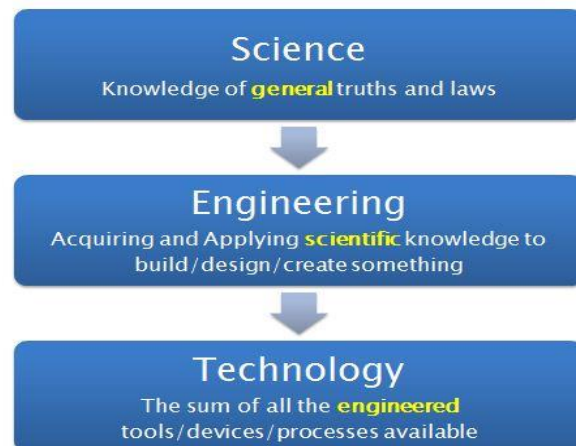 Science
Knowledge of general truths and laws
Engineering
Acquiring and Applying scientific knowledge to
build/design/create something
Technology
The sum of all the engineered
tools/devices/processes available